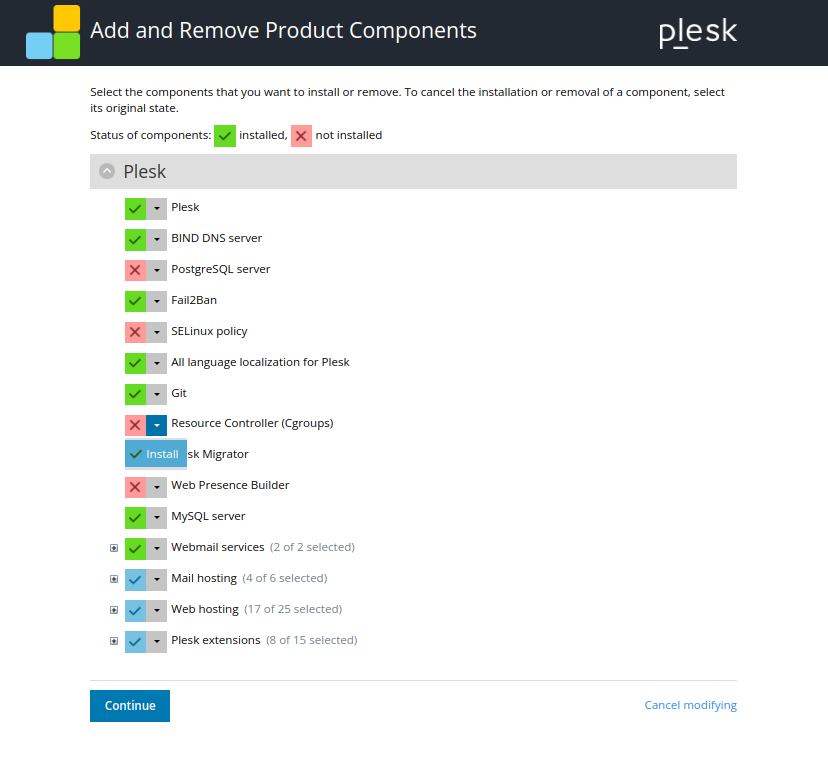 Add and Remove Product Components
plesk
Select the components that you want to install or remove. To cancel the installation or removal of a component, select
its original state.
Status of components: installed, not installed
Plesk
Plesk
BIND DNS server
PostgreSQL server
Fail2Ban
SELinux policy
All language localization for Plesk
Git
Resource Controller (Cgroups)
Install sk Migrator
Web Presence Builder
MySQL server
Webmail services (2 of 2 selected)
Mail hosting (4 of 6 selected)
Web hosting (17 of 25 selected)
Plesk extensions (8 of 15 selected)
Continue
Cancel modifying